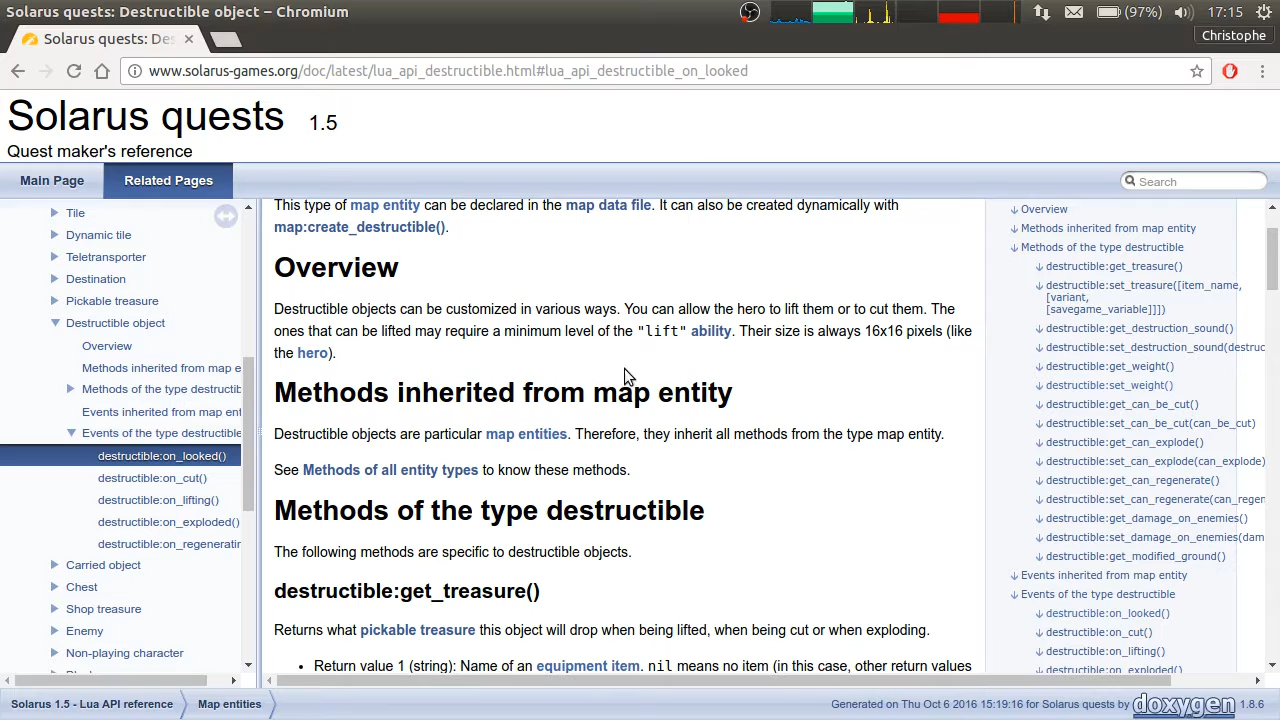 Solarus quests: Destructible object – Chromium
(97%)
17:15
Solarus quests: Des
Christophe
www.solarus-games.org/doc/latest/lua_api_destructible.html#lua_api_destructible_on_looked
Solarus quests 1.5
Quest maker's reference
Main Page
Related Pages
Search
Tile
Dynamic tile
Teletransporter
Destination
Pickable treasure
Destructible object
Overview
Methods inherited from map e
Methods of the type destructib
Events inherited from map ent
Events of the type destructible
destructible:on_looked()
destructible:on_cut()
destructible:on_lifting()
destructible:on_exploded()
destructible:on_regeneratin
Carried object
Chest
Shop treasure
Enemy
Non-playing character
This type of map entity can be declared in the map data file. It can also be created dynamically with
map:create_destructible().
Overview
Destructible objects can be customized in various ways. You can allow the hero to lift them or to cut them. The
ones that can be lifted may require a minimum level of the "lift" ability. Their size is always 16x16 pixels (like
the hero).
Methods inherited from map entity
Destructible objects are particular map entities. Therefore, they inherit all methods from the type map entity.
See Methods of all entity types to know these methods.
Methods of the type destructible
The following methods are specific to destructible objects.
destructible:get_treasure()
Returns what pickable treasure this object will drop when being lifted, when being cut or when exploding.
• Return value 1 (string): Name of an equipment item. nil means no item (in this case, other return values
Overview
Methods inherited from map entity
Methods of the type destructible
destructible:get_treasure()
destructible:set_treasure([item_name,
[variant,
[savegame_variable]]])
destructible:get_destruction_sound()
destructible:set_destruction_sound(destruc
destructible:get_weight()
destructible:set_weight()
destructible:get_can_be_cut()
destructible:set_can_be_cut(can_be_cut)
destructible:get_can_explode()
destructible:set_can_explode(can_explode)
destructible:get_can_regenerate()
destructible:set_can_regenerate(can_regen
destructible:get_damage_on_enemies()
destructible:set_damage_on_enemies(dam
destructible:get_modified_ground()
Events inherited from map entity
Events of the type destructible
destructible:on_looked()
destructible:on_cut()
destructible:on_lifting()
destructible:on_exploded()
Solarus 1.5 - Lua API reference
Map entities
Generated on Thu Oct 6 2016 15:19:16 for Solarus quests by doxygen 1.8.6